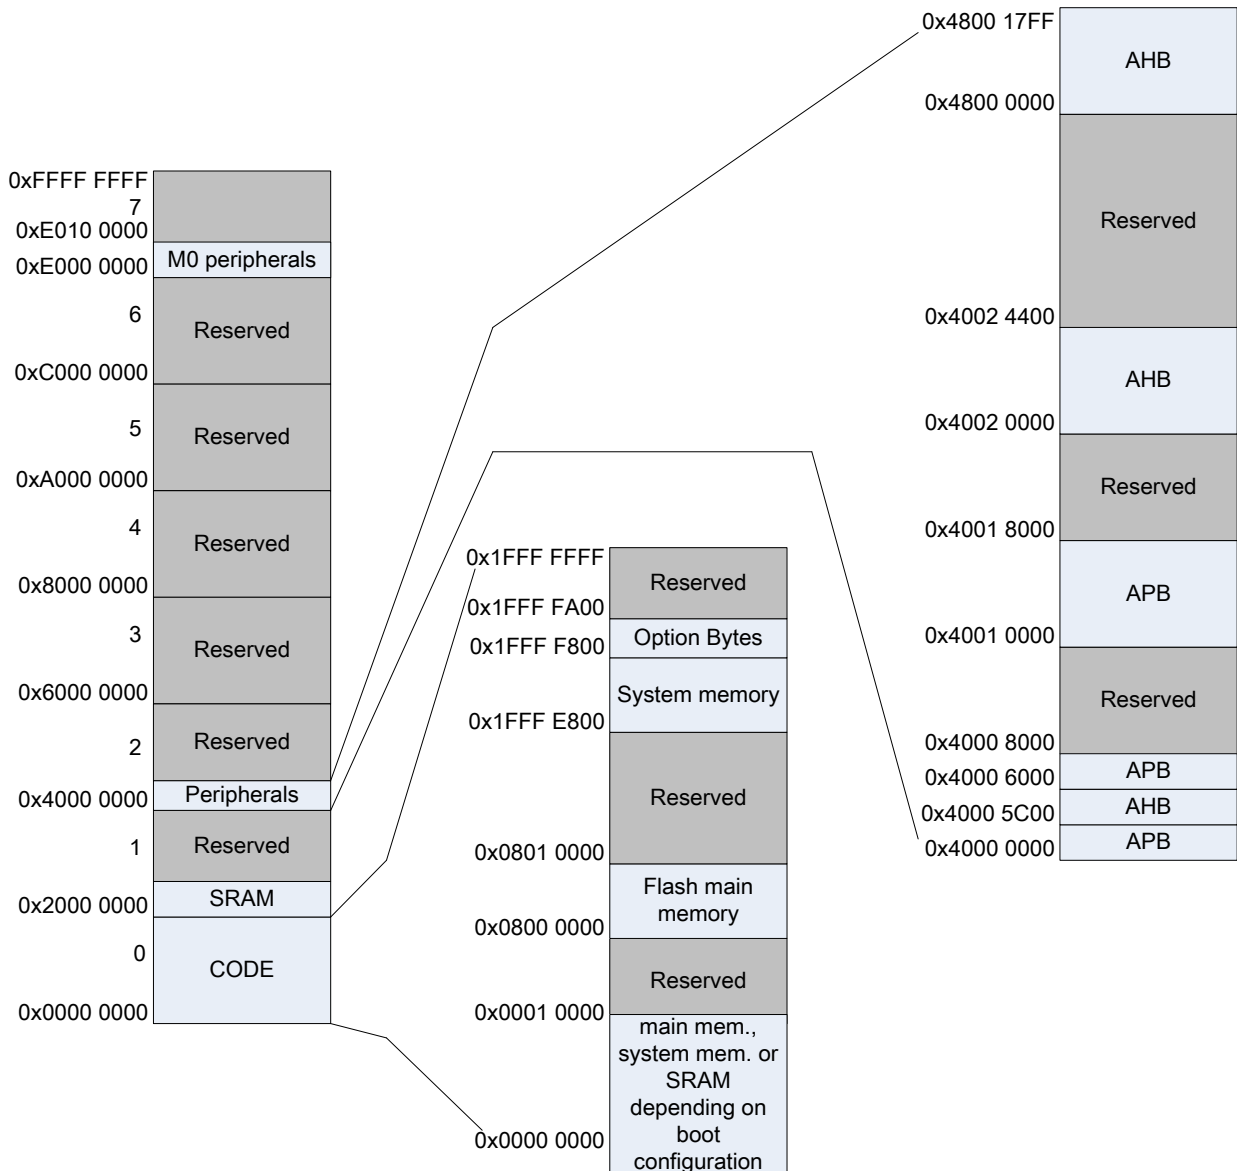 0xFFFF FFFF
7
0xE010 0000
M0 peripherals
0xE000 0000
6
Reserved
0xC000 0000
5
Reserved
0xA000 0000
4
Reserved
0x8000 0000
3
Reserved
0x6000 0000
2
Reserved
Peripherals
0x4000 0000
1
Reserved
SRAM
0x2000 0000
0
CODE
0x0000 0000
0x1FFF FFFF
Reserved
0x1FFF FA00
Option Bytes
0x1FFF F800
System memory
0x1FFF E800
Reserved
0x0801 0000
Flash main
memory
0x0800 0000
Reserved
0x0001 0000
main mem.,
system mem. or
SRAM
depending on
boot
configuration
0x0000 0000
0x4800 17FF
AHB
0x4800 0000
Reserved
0x4002 4400
AHB
0x4002 0000
Reserved
0x4001 8000
APB
0x4001 0000
Reserved
0x4000 8000
APB
0x4000 6000
AHB
0x4000 5C00
APB
0x4000 0000